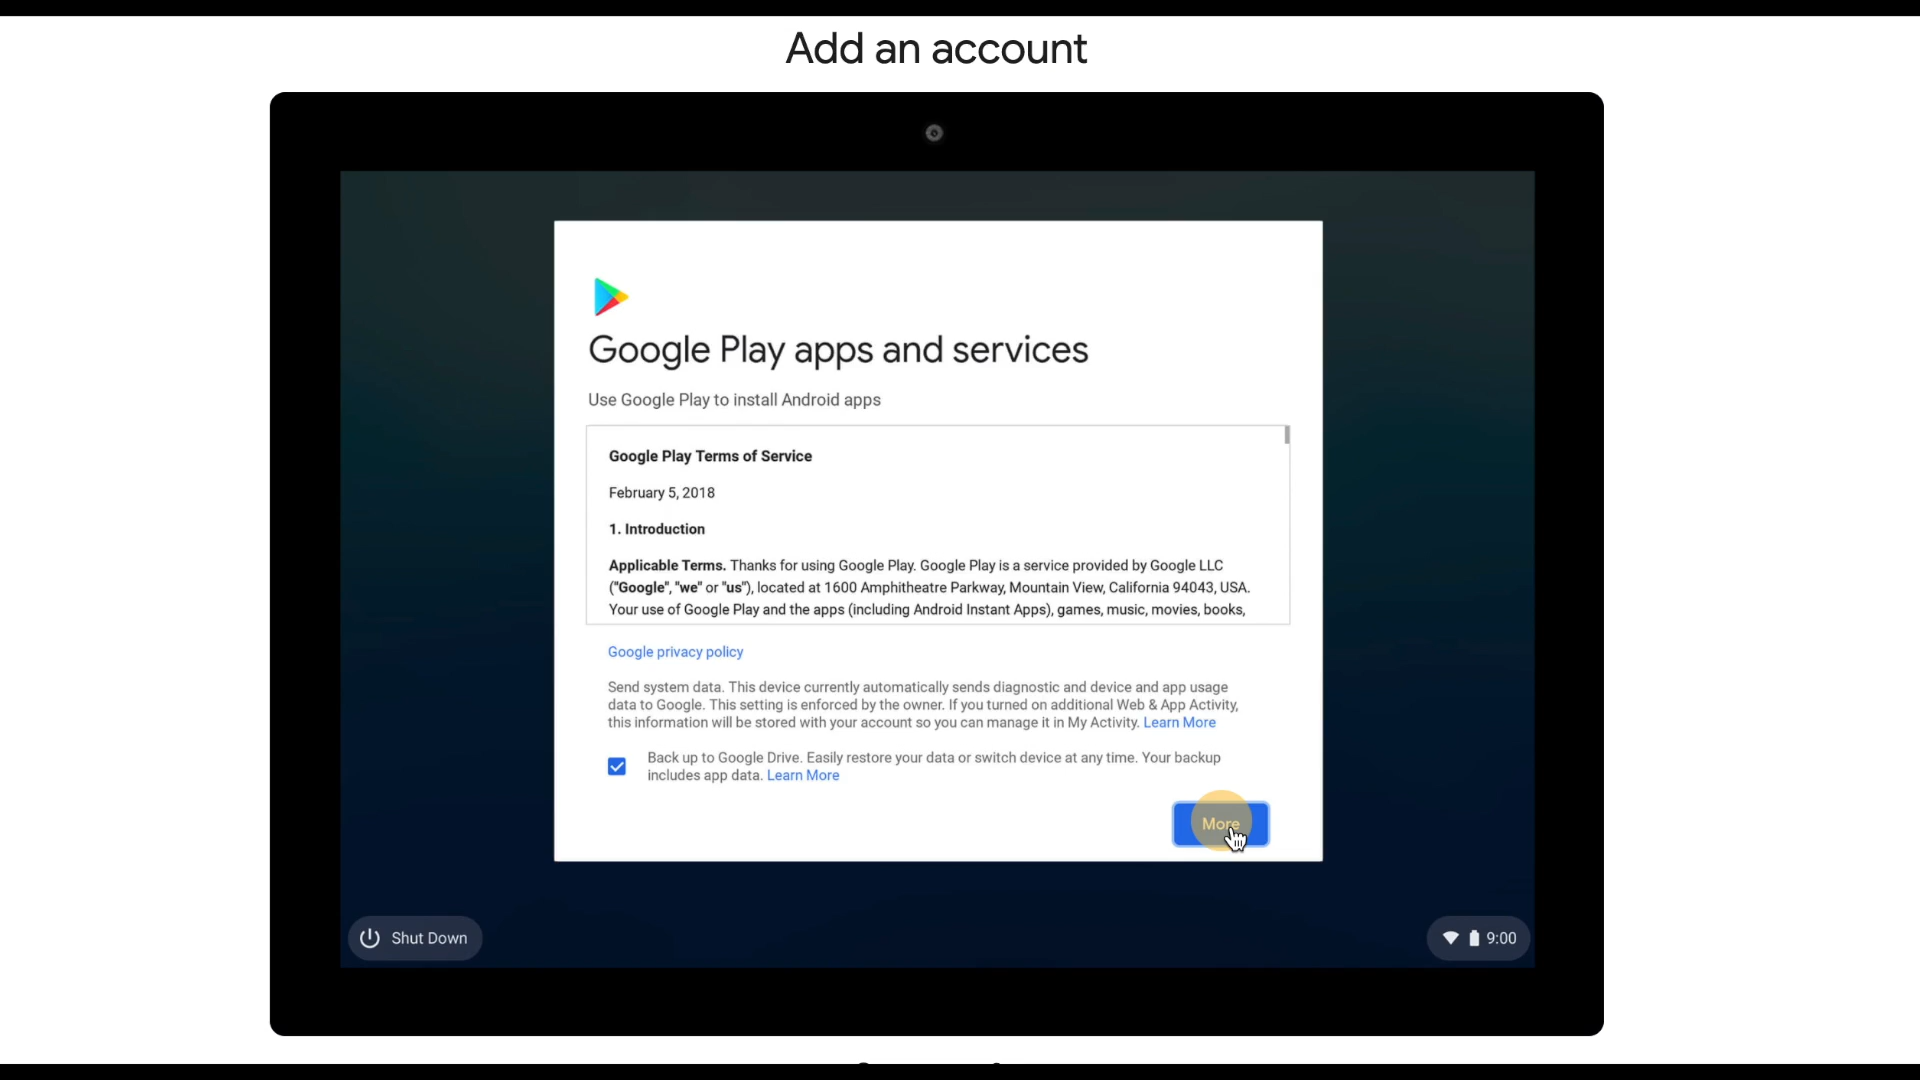 Add an account
Google Play apps and services
Use Google Play to install Android apps
Google Play Terms of Service
February 5, 2018
1. Introduction
Applicable Terms. Thanks for using Google Play. Google Play is a service provided by Google LLC
("Google", "we" or "us"), located at 1600 Amphitheatre Parkway, Mountain View, California 94043, USA.
Your use of Google Play and the apps (including Android Instant Apps), games, music, movies, books,
Google privacy policy
Send system data. This device currently automatically sends diagnostic and device and app usage
data to Google. This setting is enforced by the owner. If you turned on additional Web & App Activity,
this information will be stored with your account so you can manage it in My Activity. Learn More
Back up to Google Drive. Easily restore your data or switch device at any time. Your backup
includes app data. Learn More
More
Shut Down
9:00